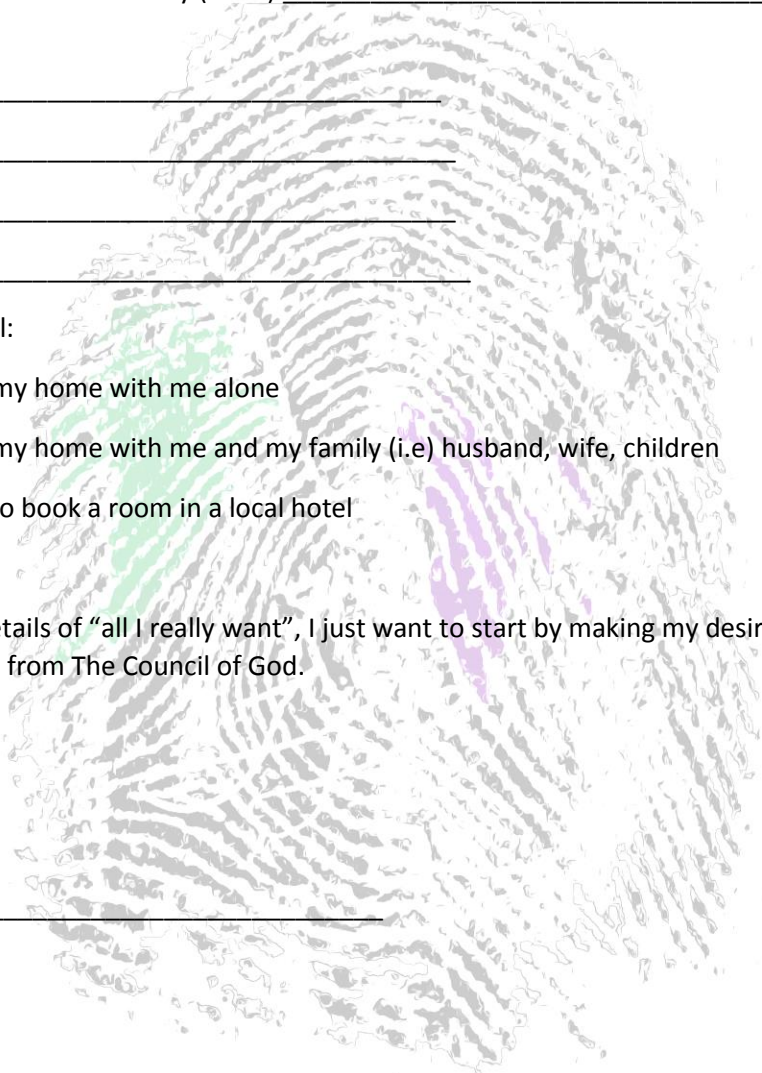 l:
my home with me alone
my home with me and my family (i.e) husband, wife, children
o book a room in a local hotel
etails of “all I really want”, I just want to start by making my desir
from The Council of God.